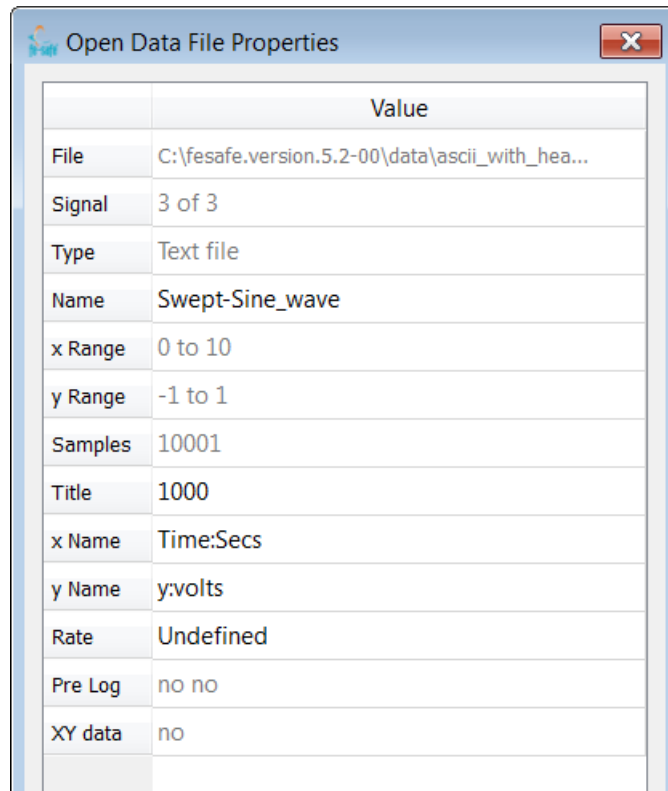 Open Data File Properties
Value
File C:\fesafe.version.5.2-00\data\ascii_with_hea...
Signal 3 of 3
Type Text file
Name Swept-Sine_wave
x Range 0 to 10
y Range -1 to 1
Samples 10001
Title 1000
x Name Time:Secs
y Name y:volts
Rate Undefined
Pre Log no no
XY data no